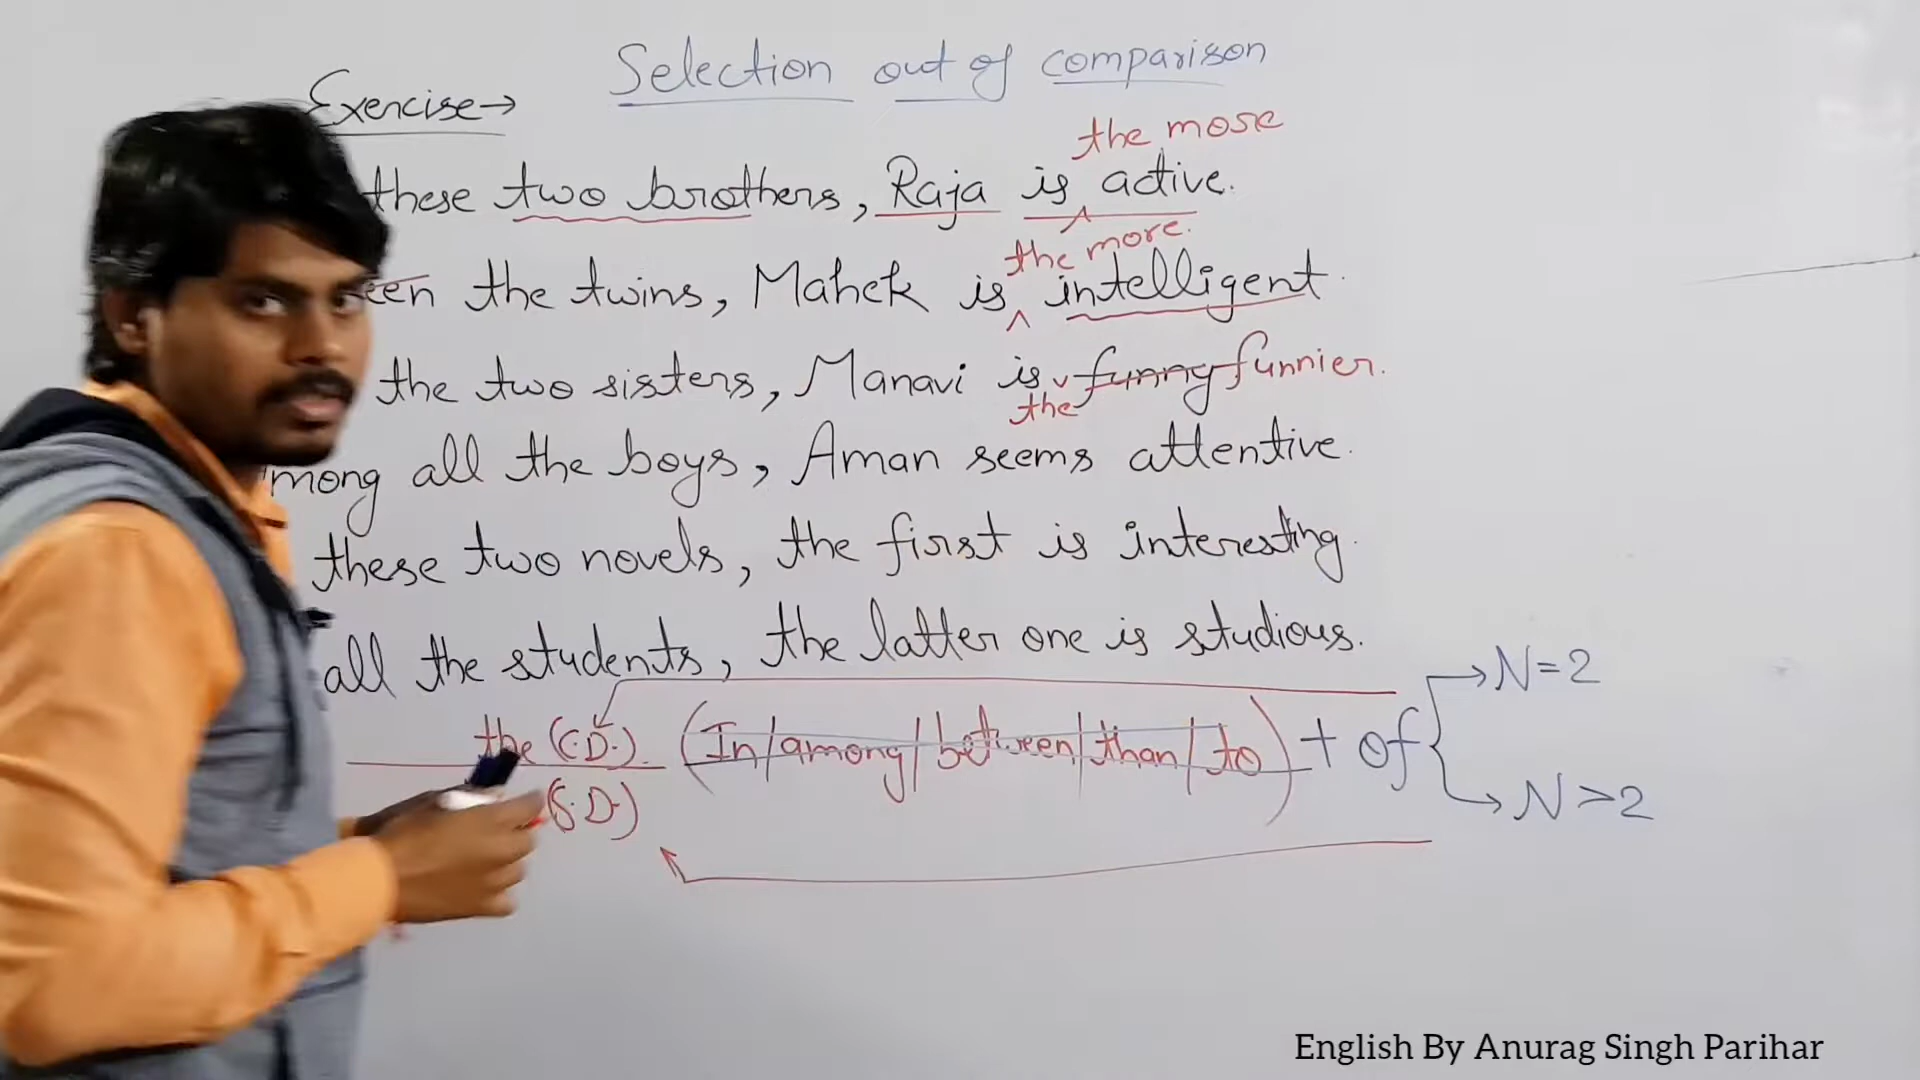 Selection out of comparison
Exercise→
the more
these two brothers, Raja is active.
the more.
the twins, Mahek is intelligent.
the two sisters, Manavi is funny funnier.
the
all the boys, Aman seems attentive.
these two novels, the first is interesting.
all the students, the latter one is studious.
N=2
the (C.D.). (In/among/between/than/to) + of
(S.D)
N>2
English By Anurag Singh Parihar